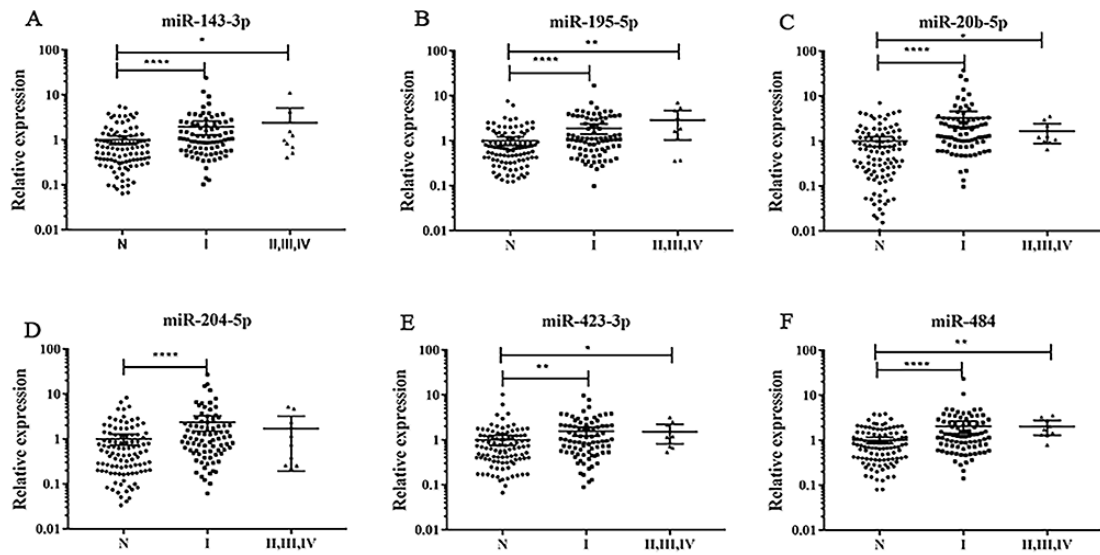 A
miR-143-3p
*
****
Relative expression
100
10
1
0.1
0.01
N
I
II,III,IV
B
miR-195-5p
**
****
Relative expression
100
10
1
0.1
0.01
N
I
II,III,IV
C
miR-20b-5p
*
****
Relative expression
100
10
1
0.1
0.01
N
I
II,III,IV
D
miR-204-5p
****
Relative expression
100
10
1
0.1
0.01
N
I
II,III,IV
E
miR-423-3p
*
**
Relative expression
100
10
1
0.1
0.01
N
I
II,III,IV
F
miR-484
**
****
Relative expression
100
10
1
0.1
0.01
N
I
II,III,IV